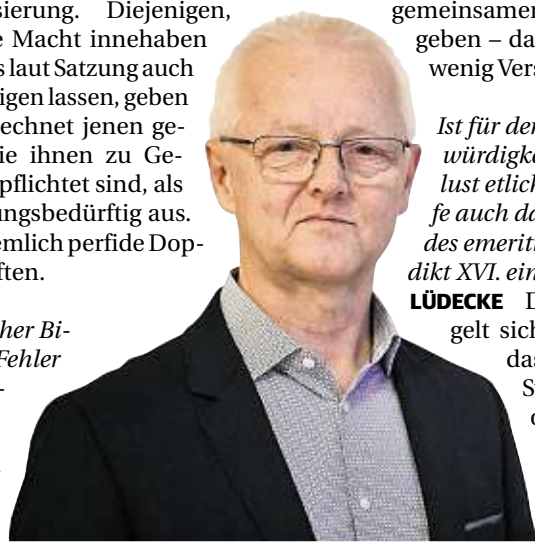 sierung. Diejenigen,
Macht innehaben
laut Satzung auch
igen lassen, geben
echnet jenen ge-
ie ihnen zu Ge-
pflichtet sind, als
ungsbedürftig aus.
emlich perfide Dop-
ften.
her Bi-
Fehler
-
gemeinsamen
geben – da
wenig Vers
Ist für den
würdigke
lust etlich
fe auch da
des emeriti
dikt XVI. ein
LÜDECKE D
gelt sich
das
S